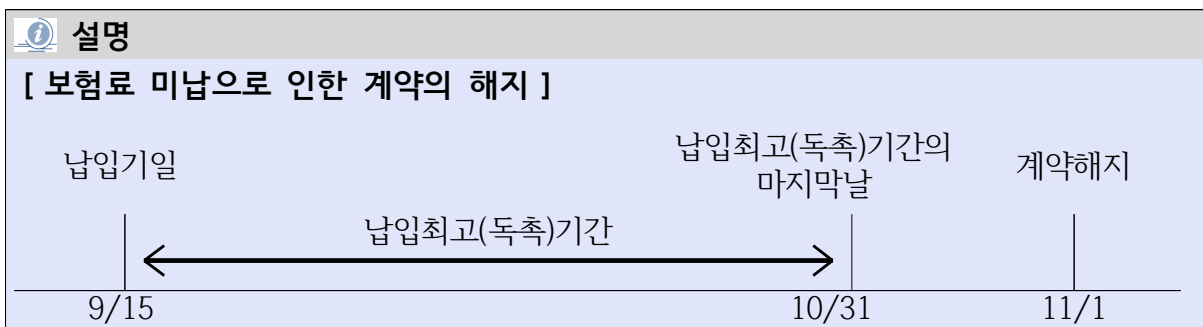 설명
[ 보험료 미납으로 인한 계약의 해지 ]
납입기일
납입최고(독촉)기간의
마지막날
계약해지
납입최고(독촉)기간
9/15
10/31
11/1